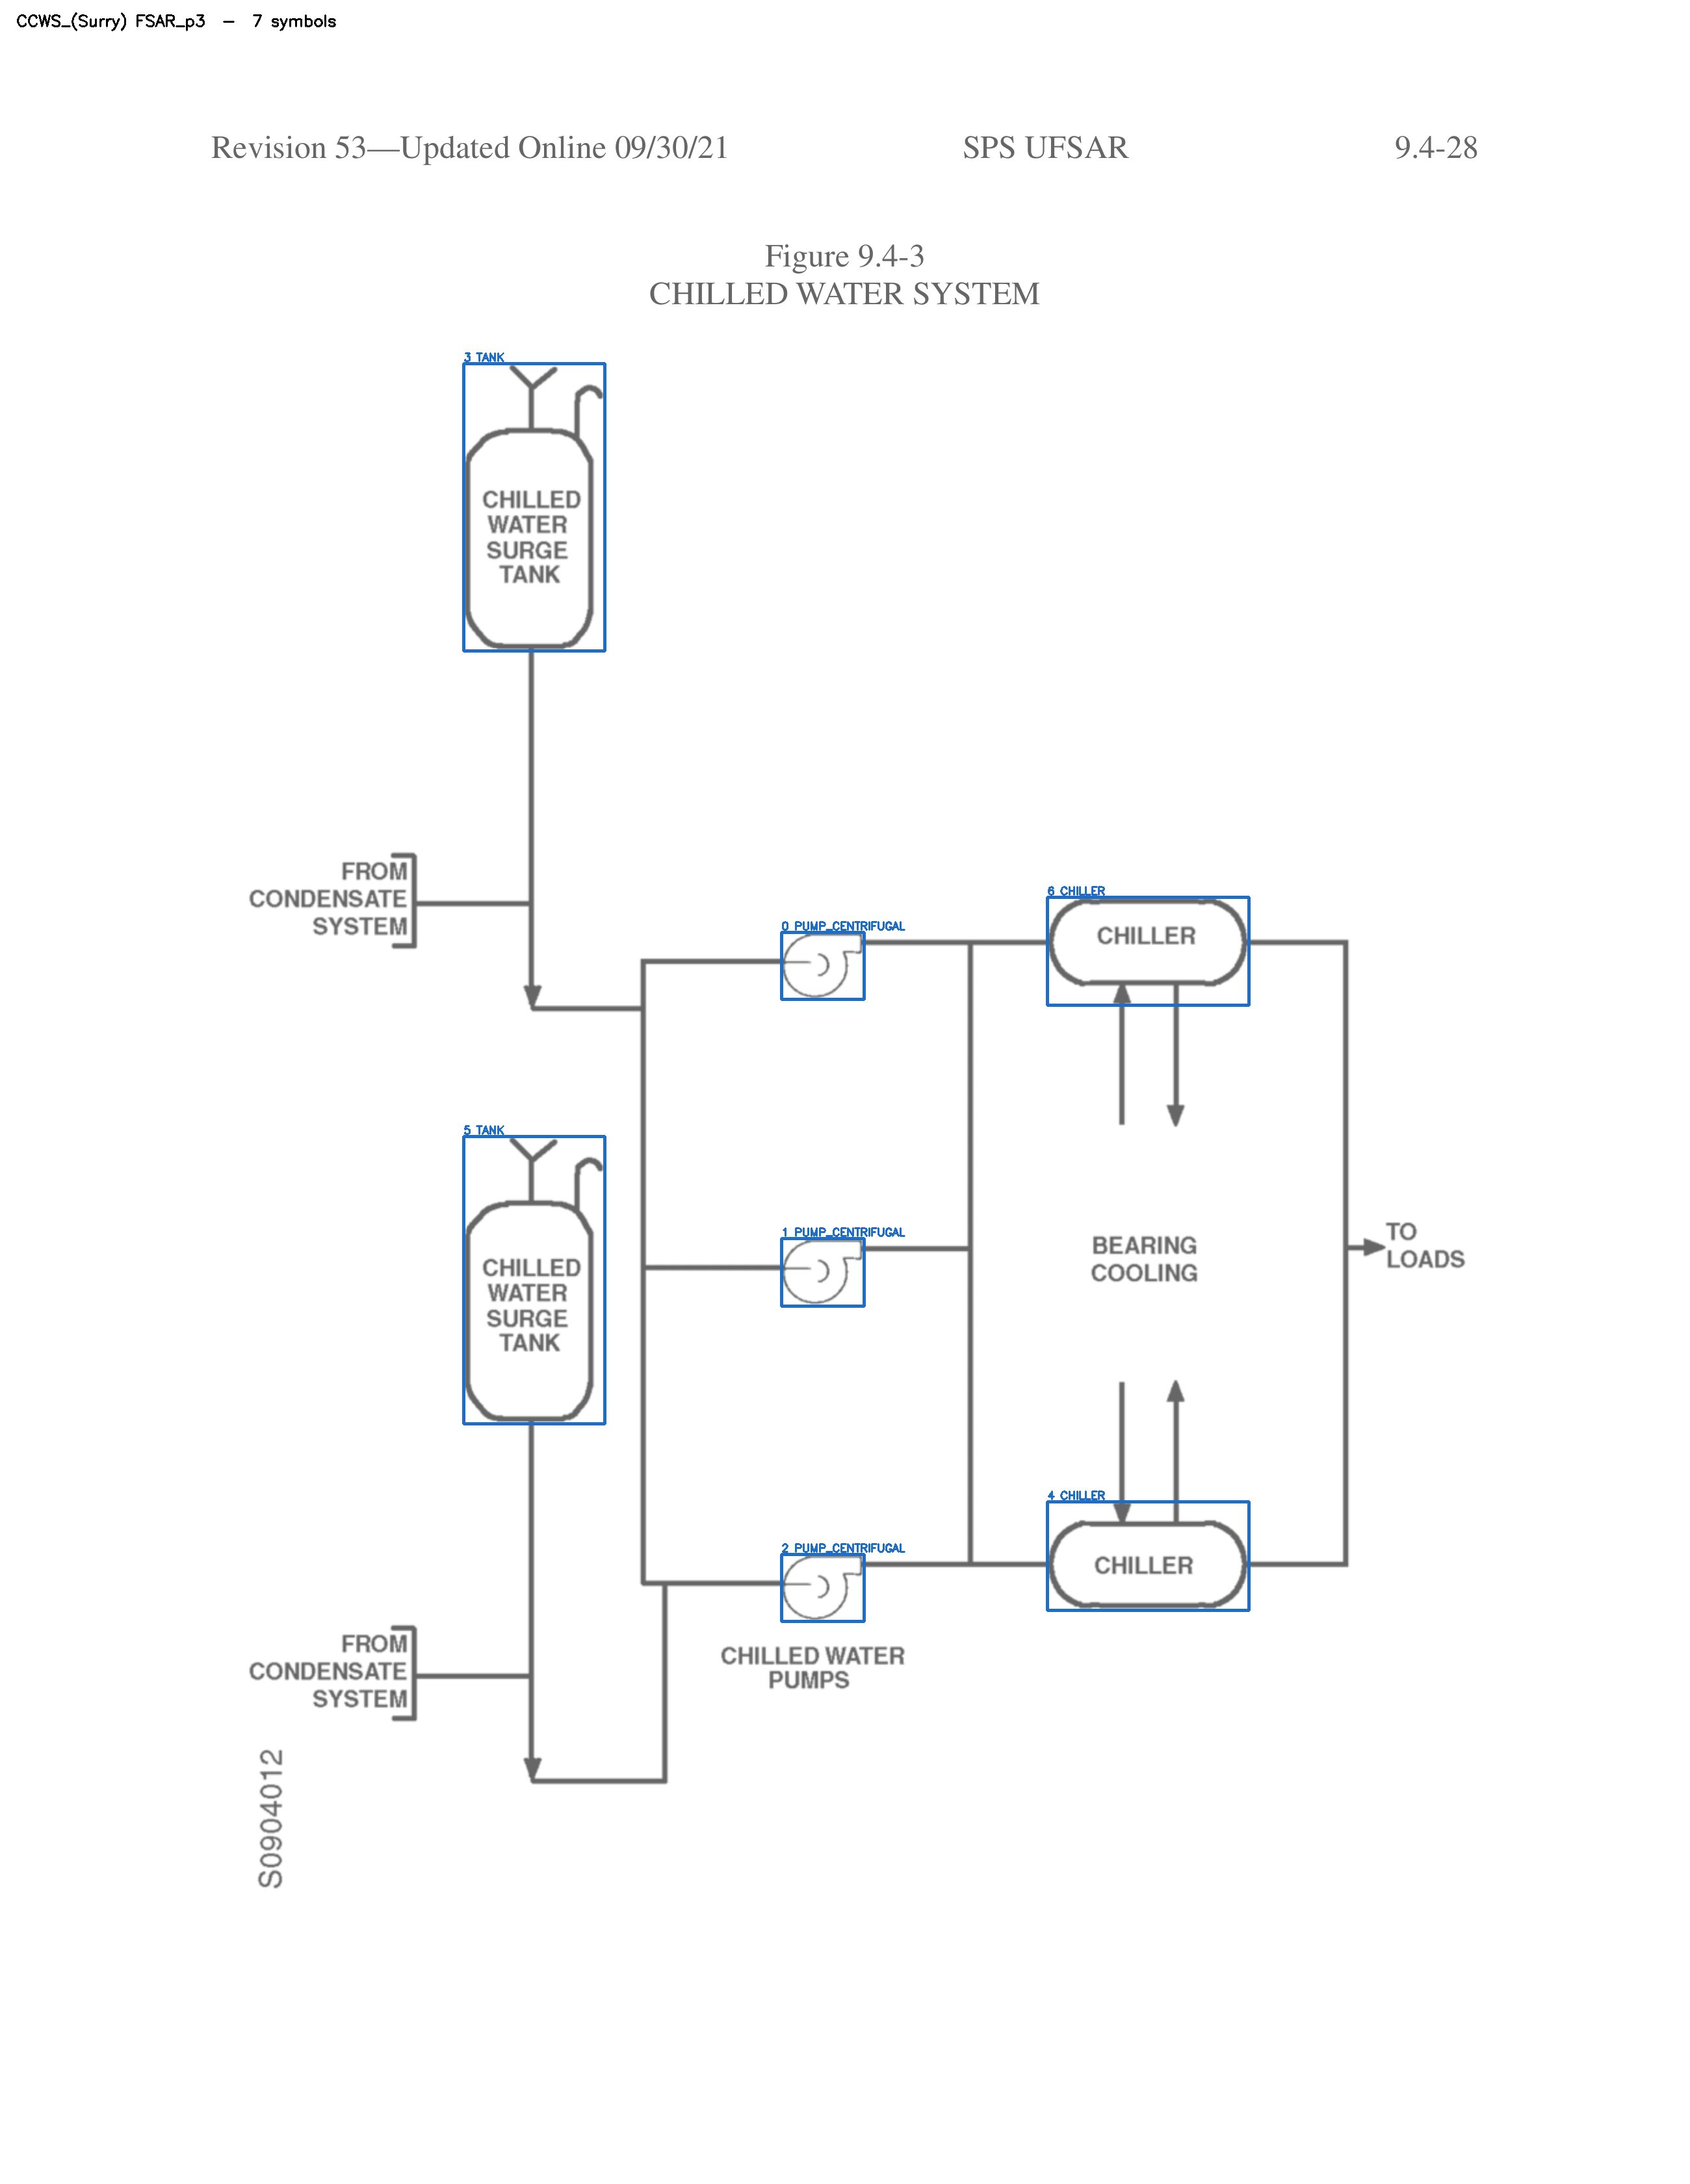 CCWS_(Surry) FSAR_p3 – 7 symbols
Revision 53—Updated Online 09/30/21 SPS UFSAR 9.4-28
Figure 9.4-3
CHILLED WATER SYSTEM
3 TANK
CHILLED
WATER
SURGE
TANK
FROM
CONDENSATE
SYSTEM
0 PUMP_CENTRIFUGAL
6 CHILLER
CHILLER
5 TANK
CHILLED
WATER
SURGE
TANK
1 PUMP_CENTRIFUGAL
BEARING
COOLING
TO
LOADS
4 CHILLER
CHILLER
2 PUMP_CENTRIFUGAL
CHILLED WATER
PUMPS
FROM
CONDENSATE
SYSTEM
S0904012